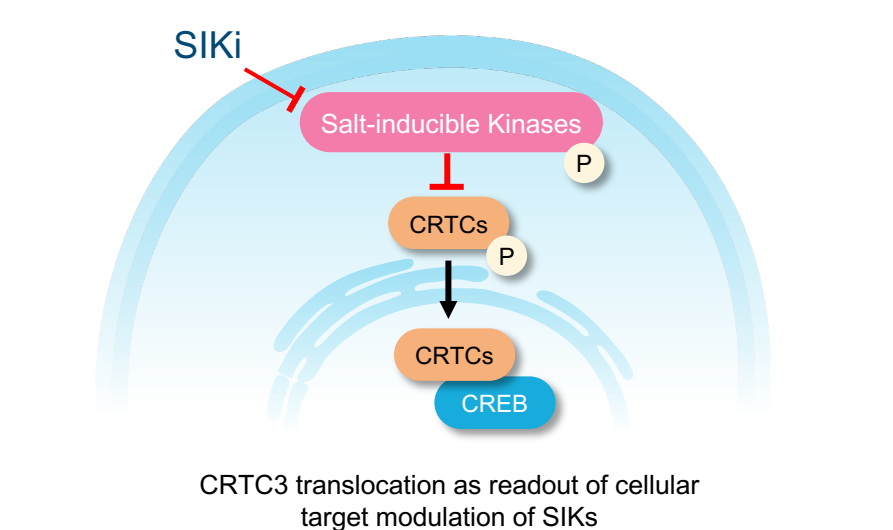 SIKi
Salt-inducible Kinases
P
CRTCs
P
CRTCs
CREB
CRTC3 translocation as readout of cellular
target modulation of SIKs